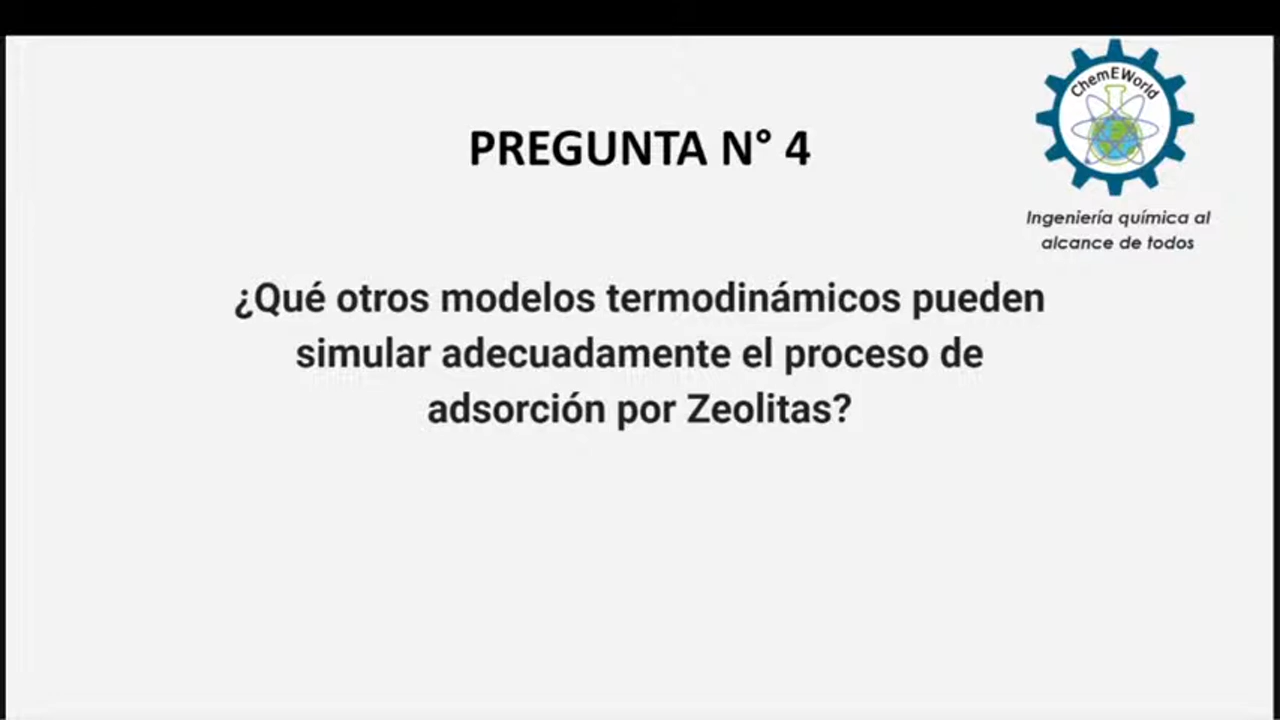 ChemEWorld
PREGUNTA N° 4
Ingeniería química al
alcance de todos
¿Qué otros modelos termodinámicos pueden
simular adecuadamente el proceso de
adsorción por Zeolitas?